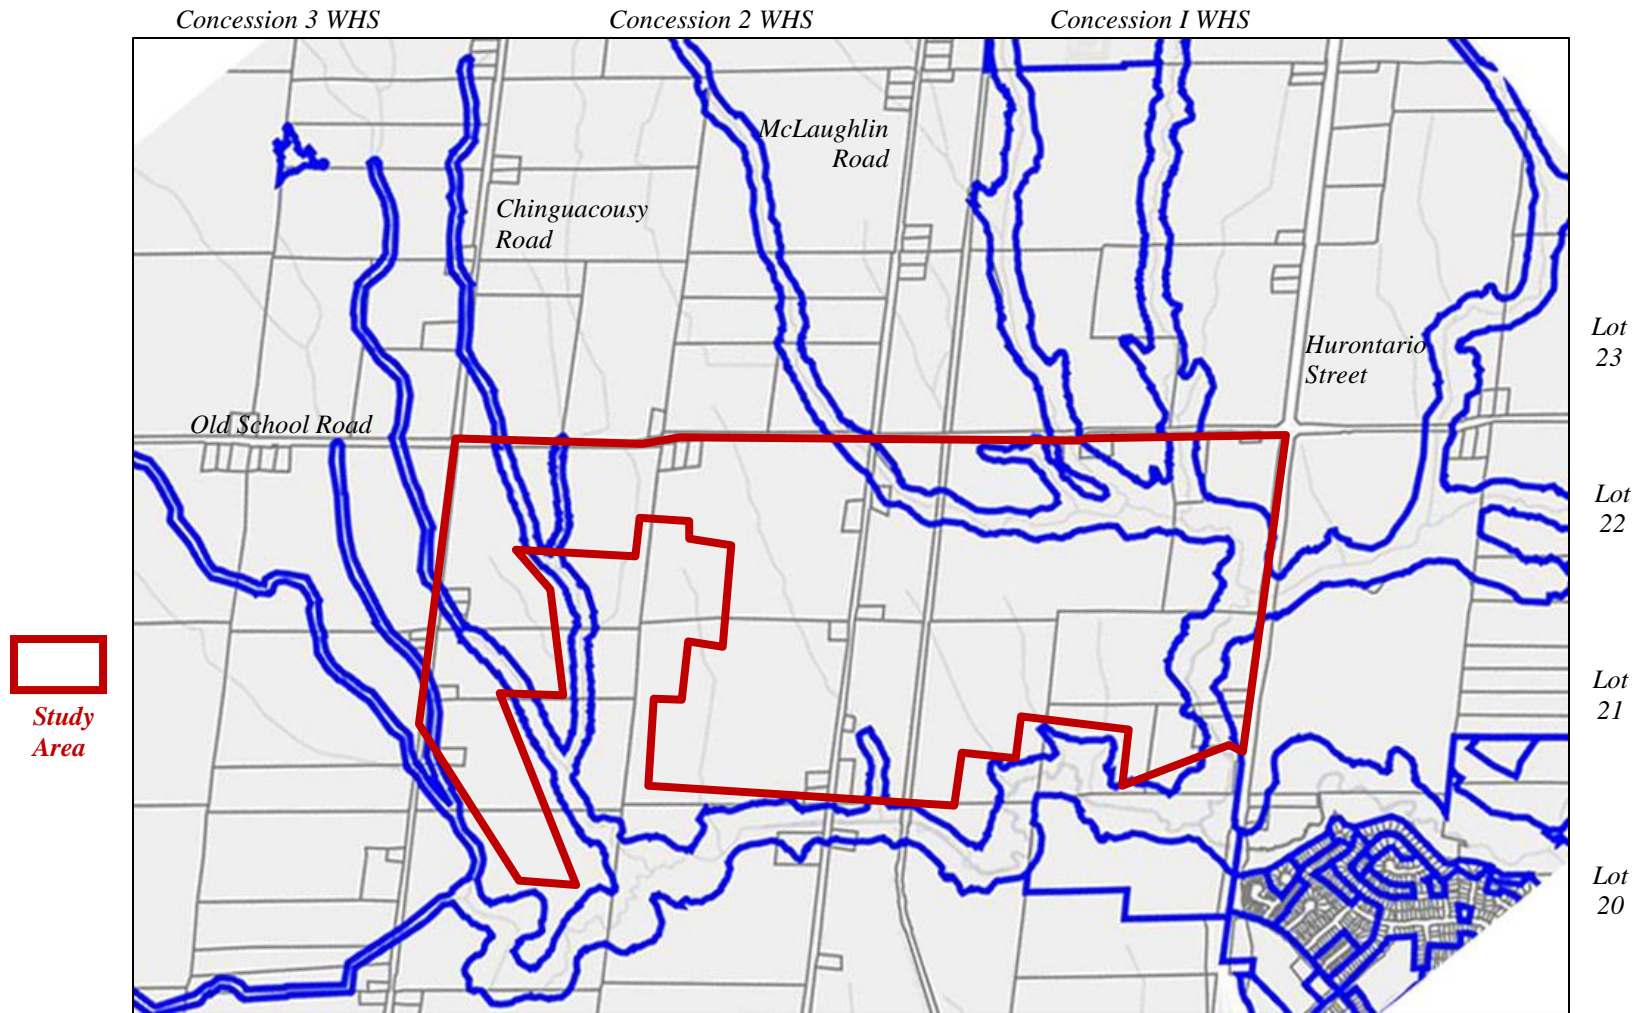 Concession 3 WHS
Concession 2 WHS
Concession I WHS
McLaughlin
Road
Chinguacousy
Road
Hurontario
Street
Lot
23
Old School Road
Lot
22
Lot
21
Study
Area
Lot
20